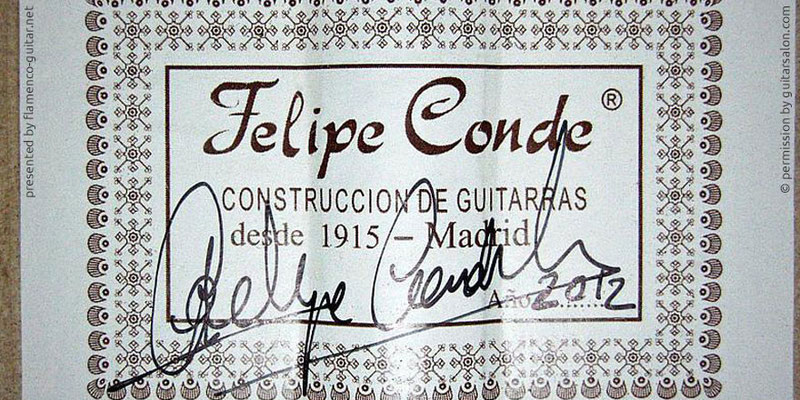 Felipe Conde ®
CONSTRUCCION DE GUITARRAS
desde 1915 – Madrid
Felipe Conde
Año 2012
presented by flamenco-guitar.net
© permission by guitarsalon.com